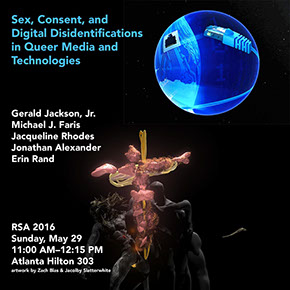 Sex, Consent, and
Digital Disidentifications
in Queer Media and
Technologies
Gerald Jackson, Jr.
Michael J. Faris
Jacqueline Rhodes
Jonathan Alexander
Erin Rand
RSA 2016
Sunday, May 29
11:00 AM–12:15 PM
Atlanta Hilton 303
artwork by Zach Blas & Jacolby Slatterwhite